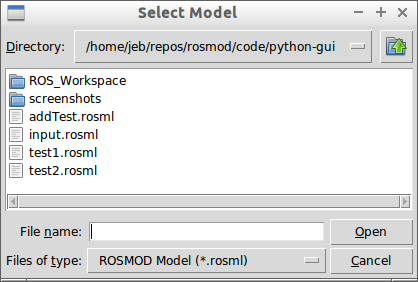 Select Model
Directory: /home/jeb/repos/rosmod/code/python-gui
ROS_Workspace
screenshots
addTest.rosml
input.rosml
test1.rosml
test2.rosml
File name: Open
Files of type: ROSMOD Model (*.rosml) Cancel